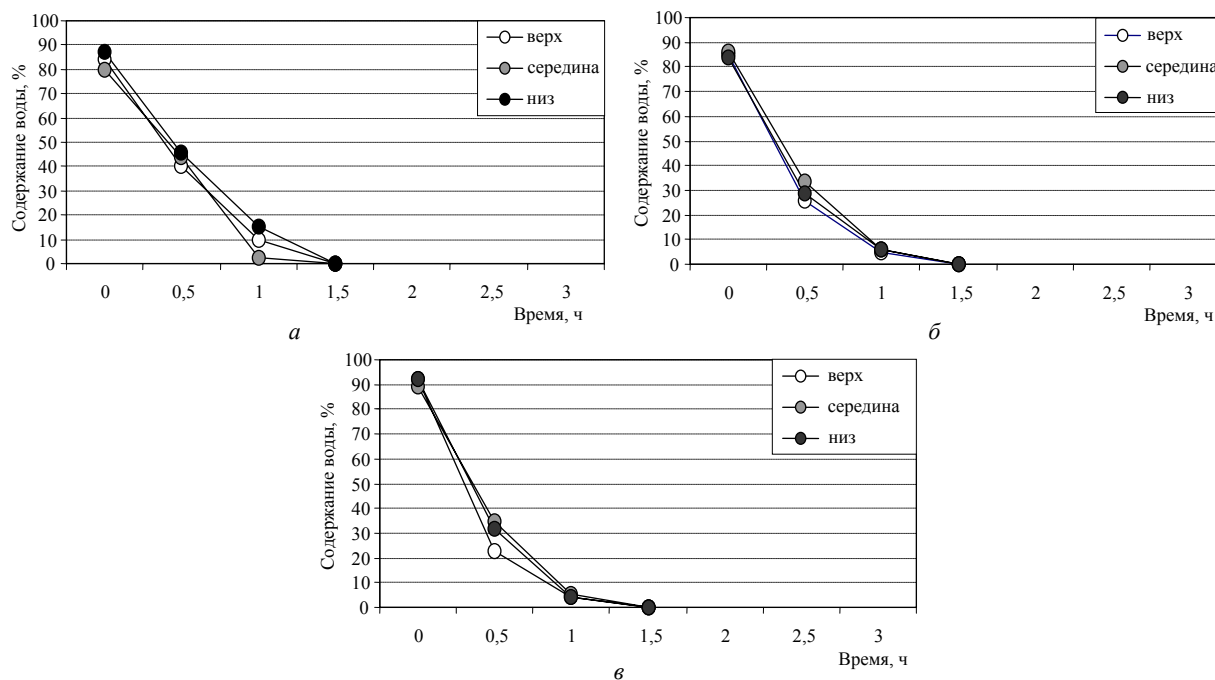 Содержание воды, %
100
90
80
70
60
50
40
30
20
10
0
верх
середина
низ
0 0,5 1 1,5 2 2,5 3
Время, ч
а
Содержание воды, %
100
90
80
70
60
50
40
30
20
10
0
верх
середина
низ
0 0,5 1 1,5 2 2,5 3
Время, ч
б
Содержание воды, %
100
90
80
70
60
50
40
30
20
10
0
верх
середина
низ
0 0,5 1 1,5 2 2,5 3
Время, ч
в